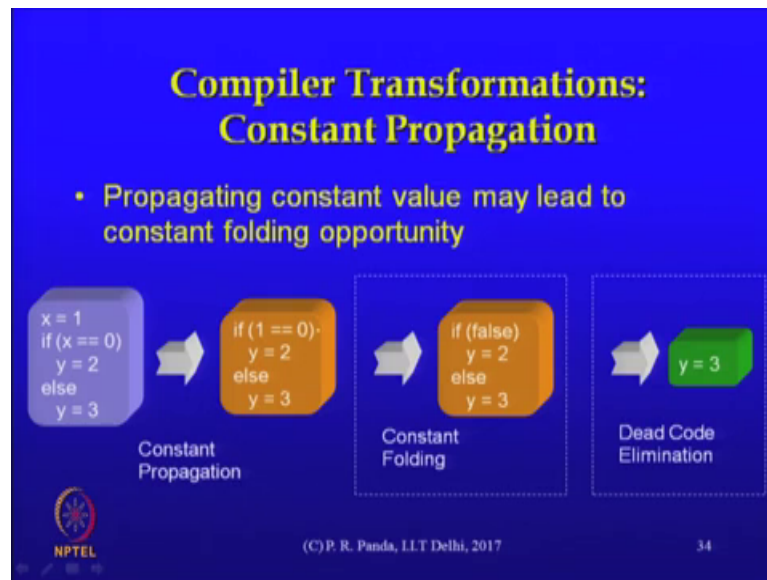 Compiler Transformations:
Constant Propagation
• Propagating constant value may lead to
constant folding opportunity
x = 1
if (x == 0)
y = 2
else
y = 3
Constant
Propagation
if (1 == 0)
y = 2
else
y = 3
Constant
Folding
if (false)
y = 2
else
y = 3
Dead Code
Elimination
y = 3
NPTEL
(C) P. R. Panda, I.I.T Delhi, 2017
34